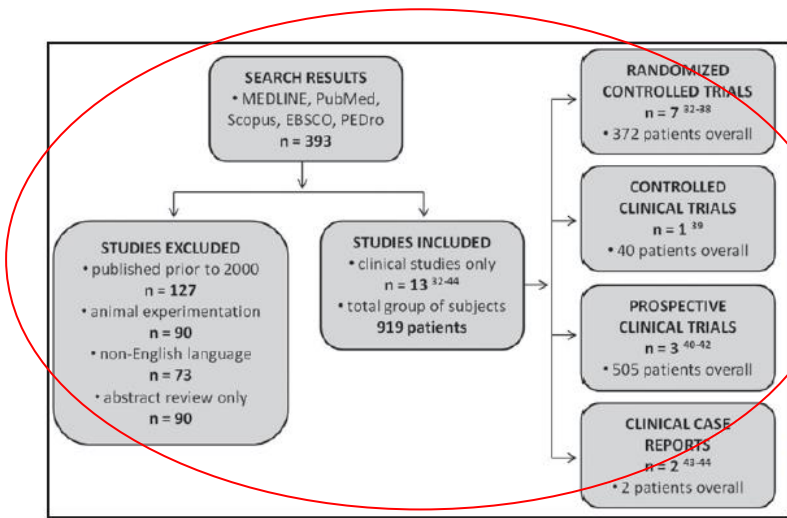 SEARCH RESULTS
• MEDLINE, PubMed,
Scopus, EBSCO, PEDro
n = 393
STUDIES EXCLUDED
• published prior to 2000
n = 127
• animal experimentation
n = 90
• non-English language
n = 73
• abstract review only
n = 90
STUDIES INCLUDED
• clinical studies only
n = 13 32-44
• total group of subjects
919 patients
RANDOMIZED
CONTROLLED TRIALS
n = 7 32-38
• 372 patients overall
CONTROLLED
CLINICAL TRIALS
n = 1 39
• 40 patients overall
PROSPECTIVE
CLINICAL TRIALS
n = 3 40-42
• 505 patients overall
CLINICAL CASE
REPORTS
n = 2 43-44
• 2 patients overall